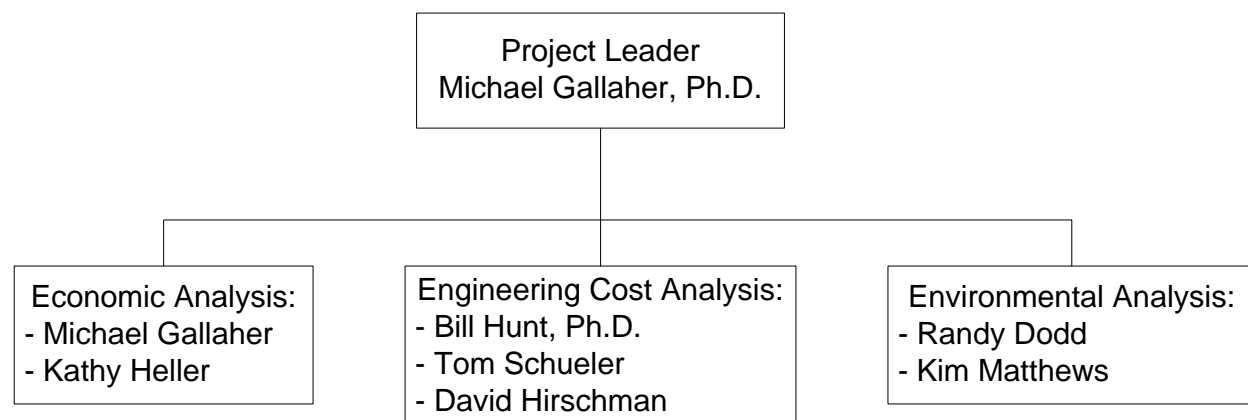 Project Leader
Michael Gallaher, Ph.D.
Economic Analysis:
- Michael Gallaher
- Kathy Heller
Engineering Cost Analysis:
- Bill Hunt, Ph.D.
- Tom Schueler
- David Hirschman
Environmental Analysis:
- Randy Dodd
- Kim Matthews